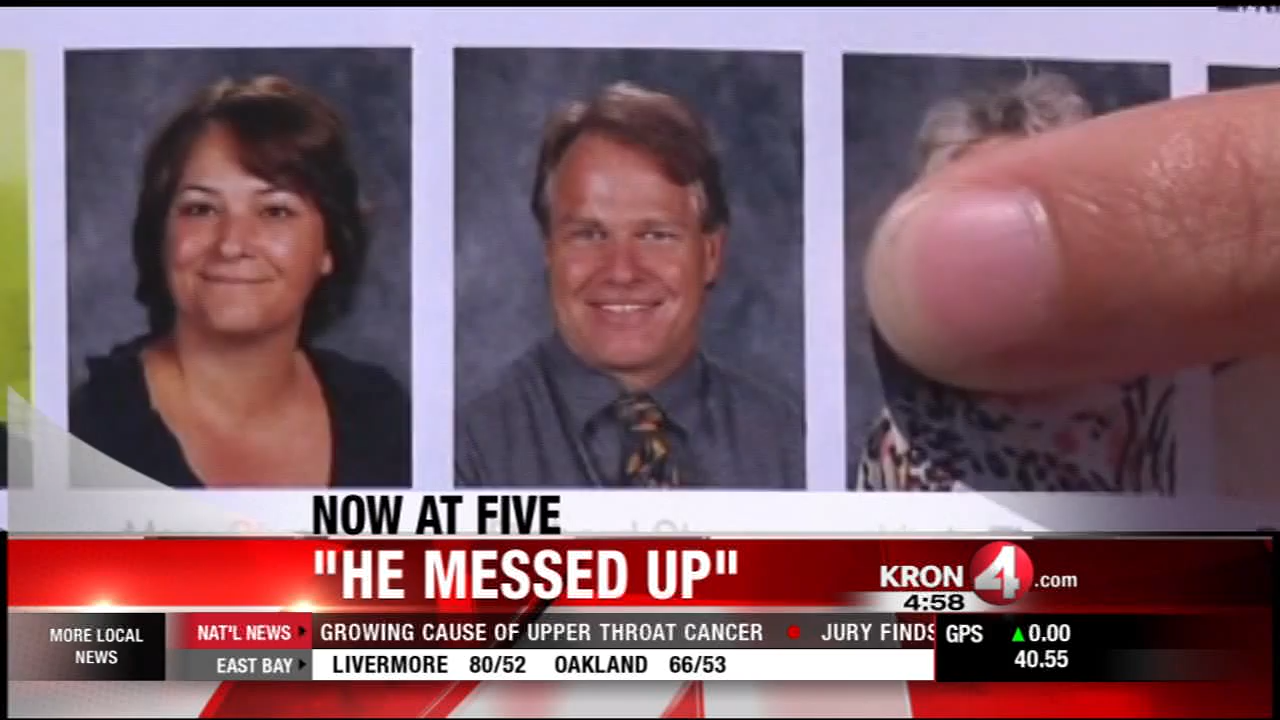 NOW AT FIVE
"HE MESSED UP"
KRON 4 .com
4:58
MORE LOCAL
NEWS
NAT'L NEWS GROWING CAUSE OF UPPER THROAT CANCER JURY FINDS
EAST BAY LIVERMORE 80/52 OAKLAND 66/53
GPS 0.00
40.55